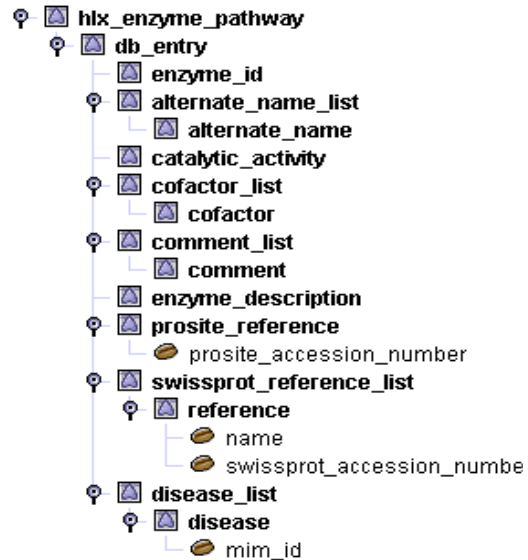 hlx_enzyme_pathway
db_entry
enzyme_id
alternate_name_list
alternate_name
catalytic_activity
cofactor_list
cofactor
comment_list
comment
enzyme_description
prosite_reference
prosite_accession_number
swissprot_reference_list
reference
name
swissprot_accession_numbe
disease_list
disease
mim_id